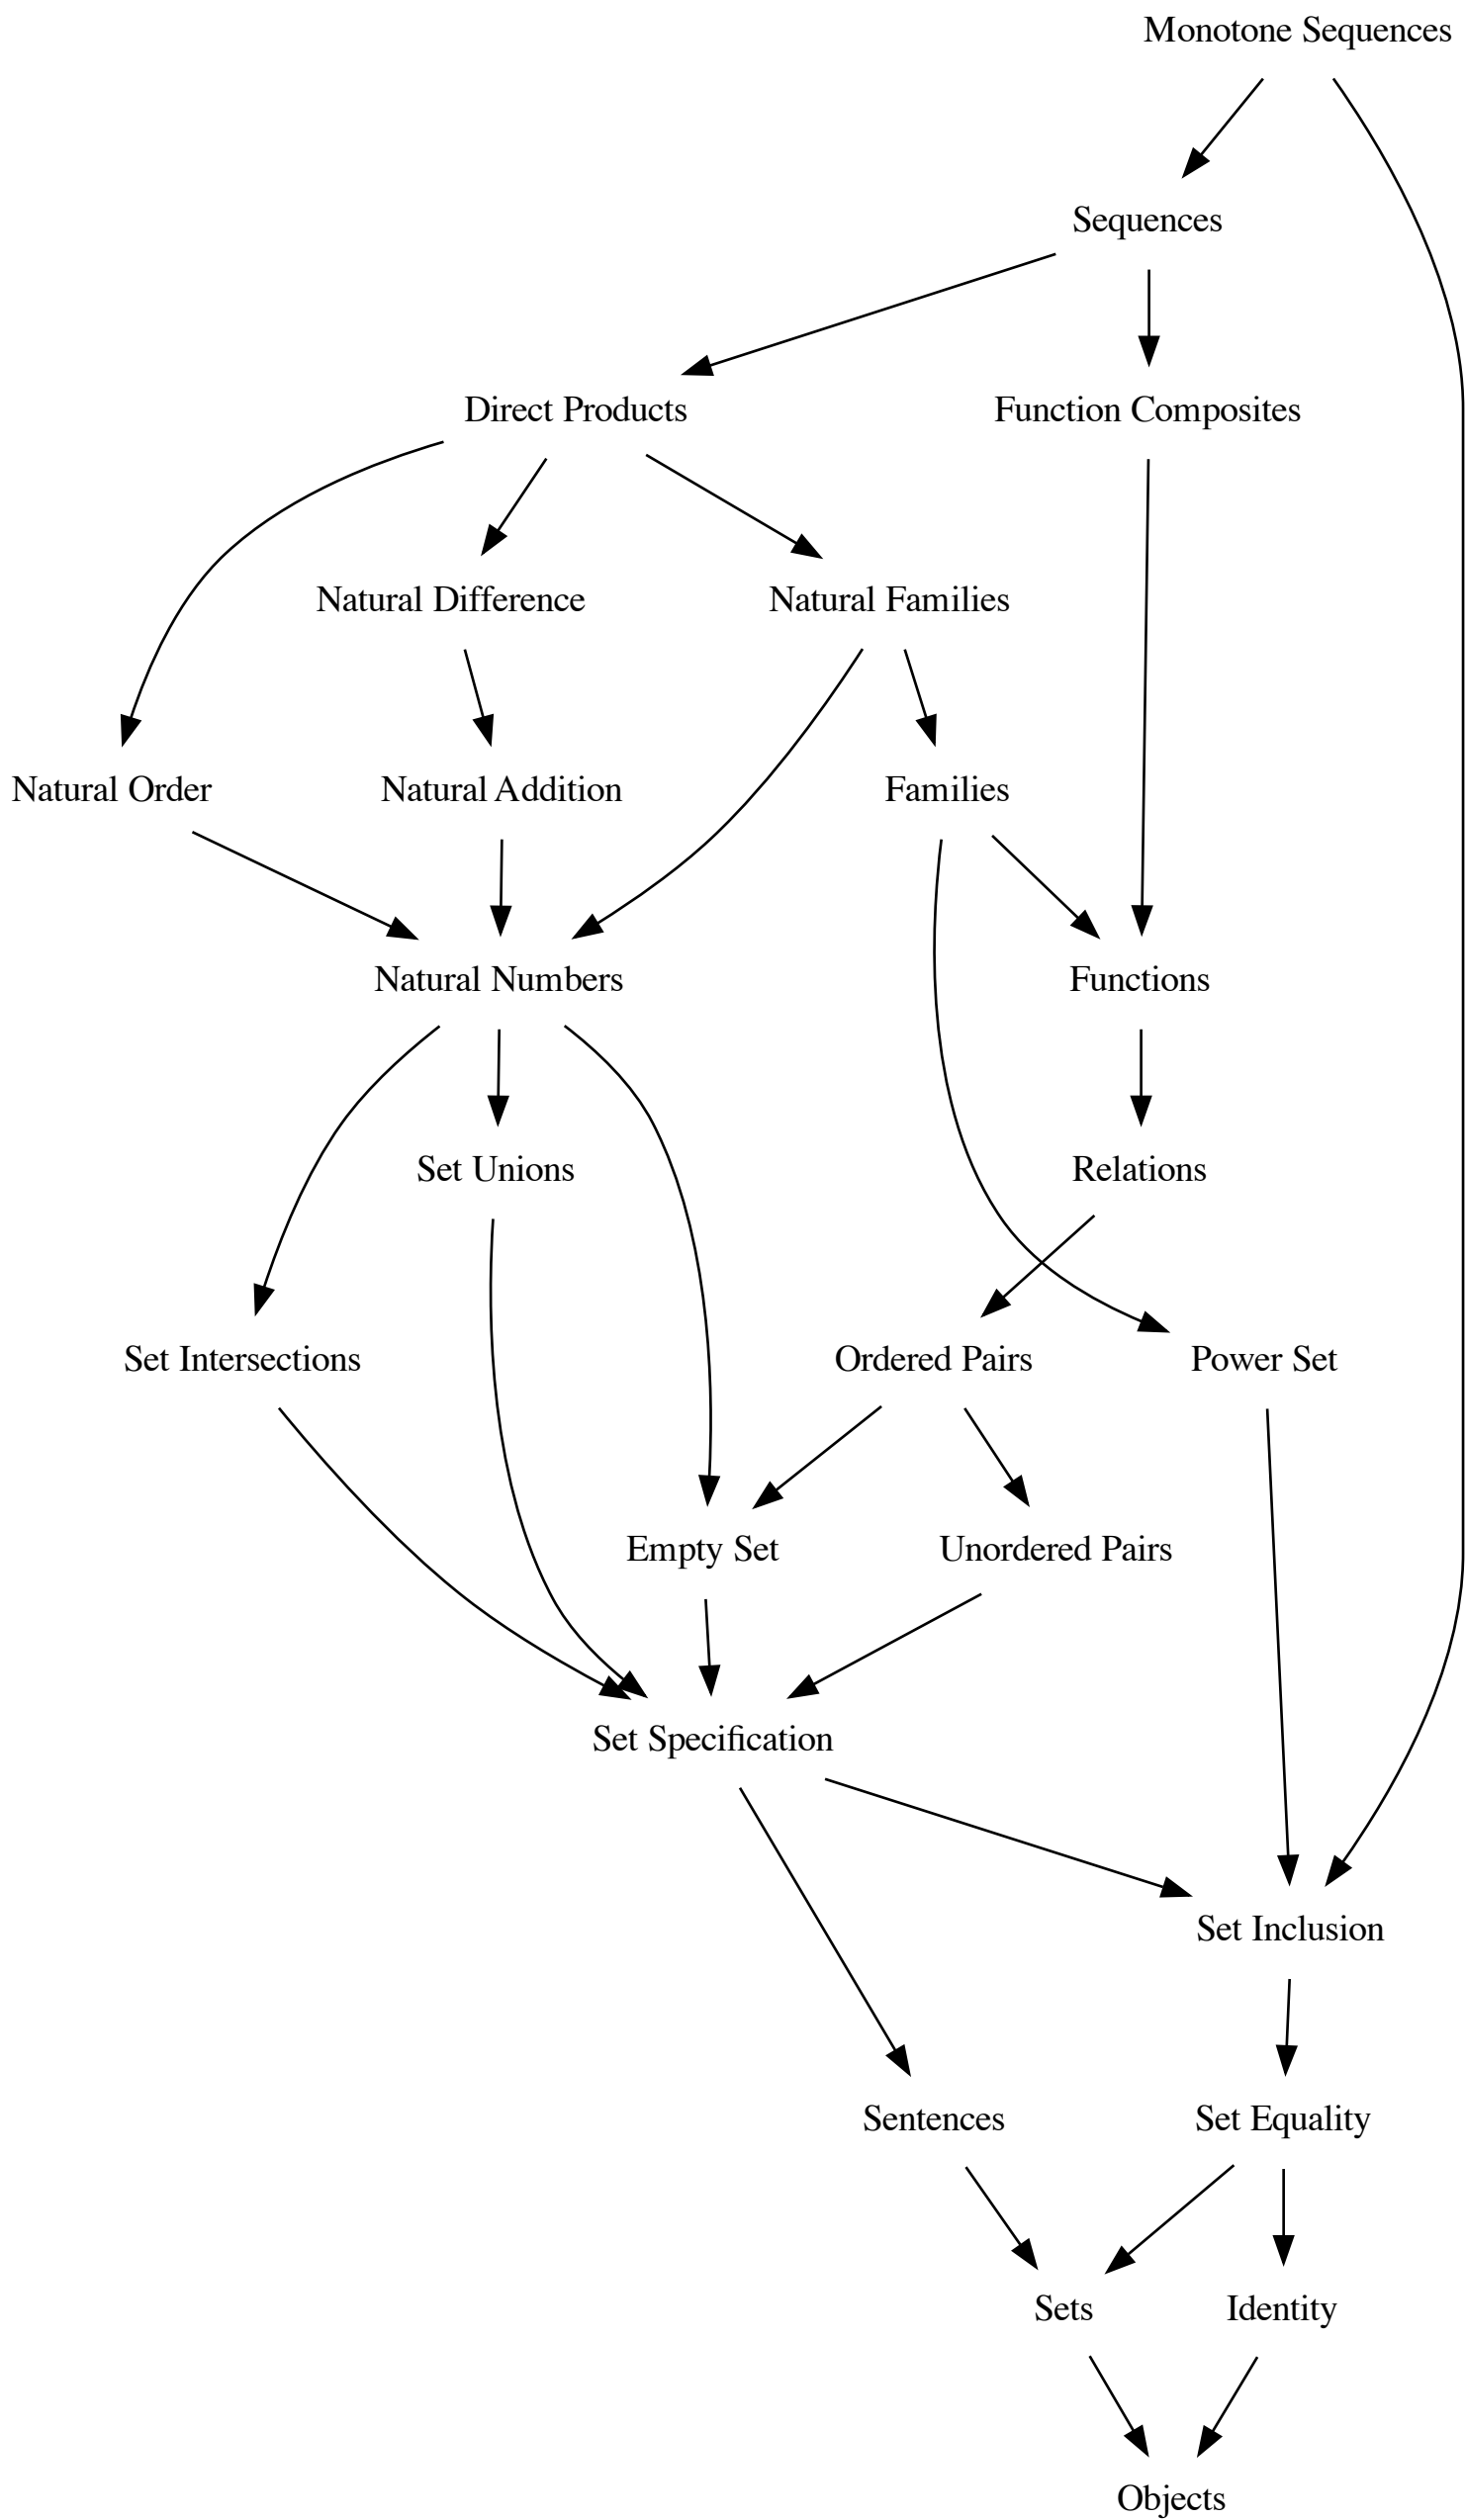 Monotone Sequences
Sequences
Direct Products
Function Composites
Natural Difference
Natural Families
Natural Order
Natural Addition
Families
Natural Numbers
Functions
Set Unions
Relations
Set Intersections
Ordered Pairs
Power Set
Empty Set
Unordered Pairs
Set Specification
Set Inclusion
Sentences
Set Equality
Sets
Identity
Objects